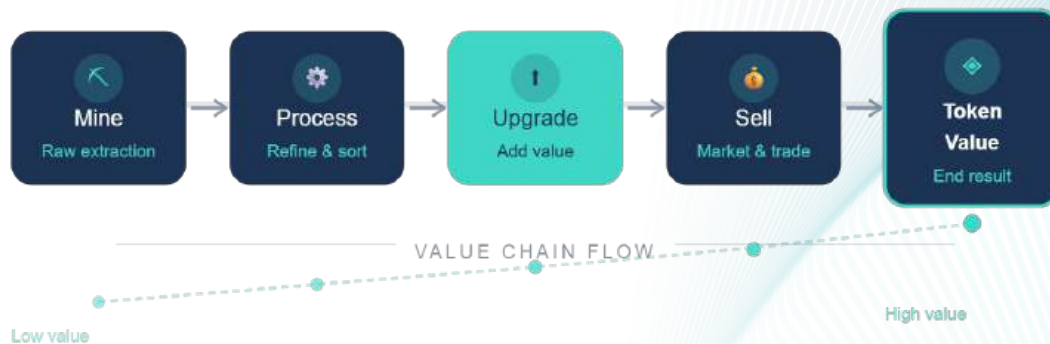 Mine
Raw extraction
Process
Refine & sort
Upgrade
Add value
Sell
Market & trade
Token
Value
End result
VALUE CHAIN FLOW
Low value
High value